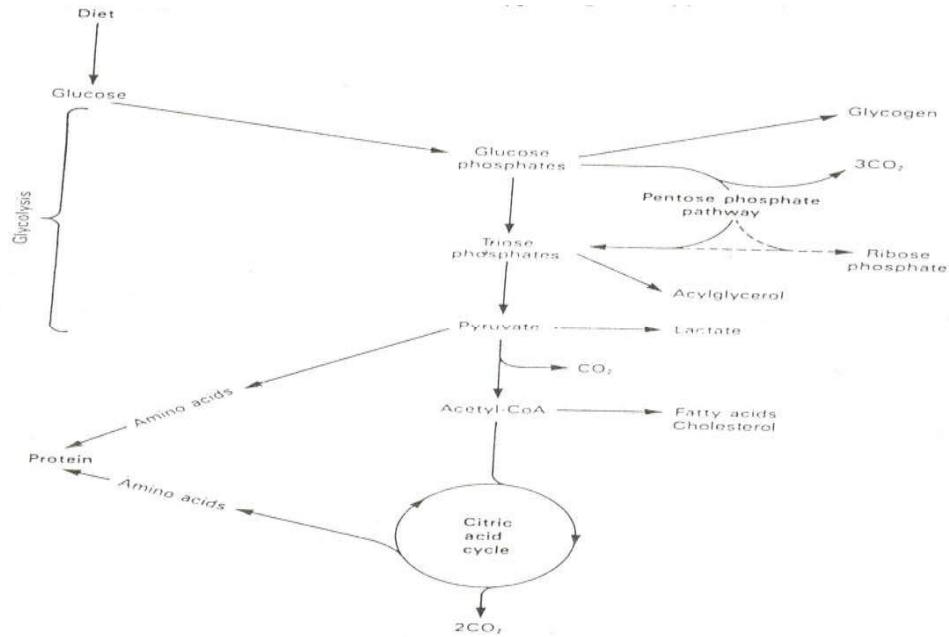 Diet
Glucose
Glycogen
Glucose
phosphates
3CO₂
Pentose phosphate
pathway
Glycolysis
Triose
phosphates
Ribose
phosphate
Acylglycerol
Pyruvate
Lactate
CO₂
Amino acids
Acetyl-CoA
Fatty acids
Cholesterol
Protein
Amino acids
Citric
acid
cycle
2CO₂